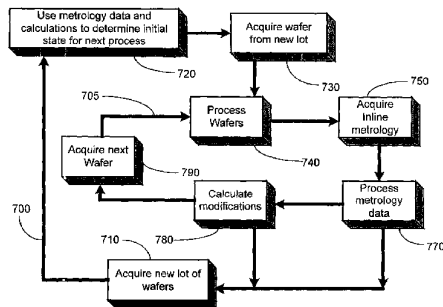 Use metrology data and
calculations to determine initial
state for next process
720
Acquire wafer
from new lot
730
705
750
Process
Wafers
740
Acquire
Inline
metrology
Acquire next
Wafer
790
Calculate
modifications
780
Process
metrology
data
770
700
710
Acquire new lot of
wafers